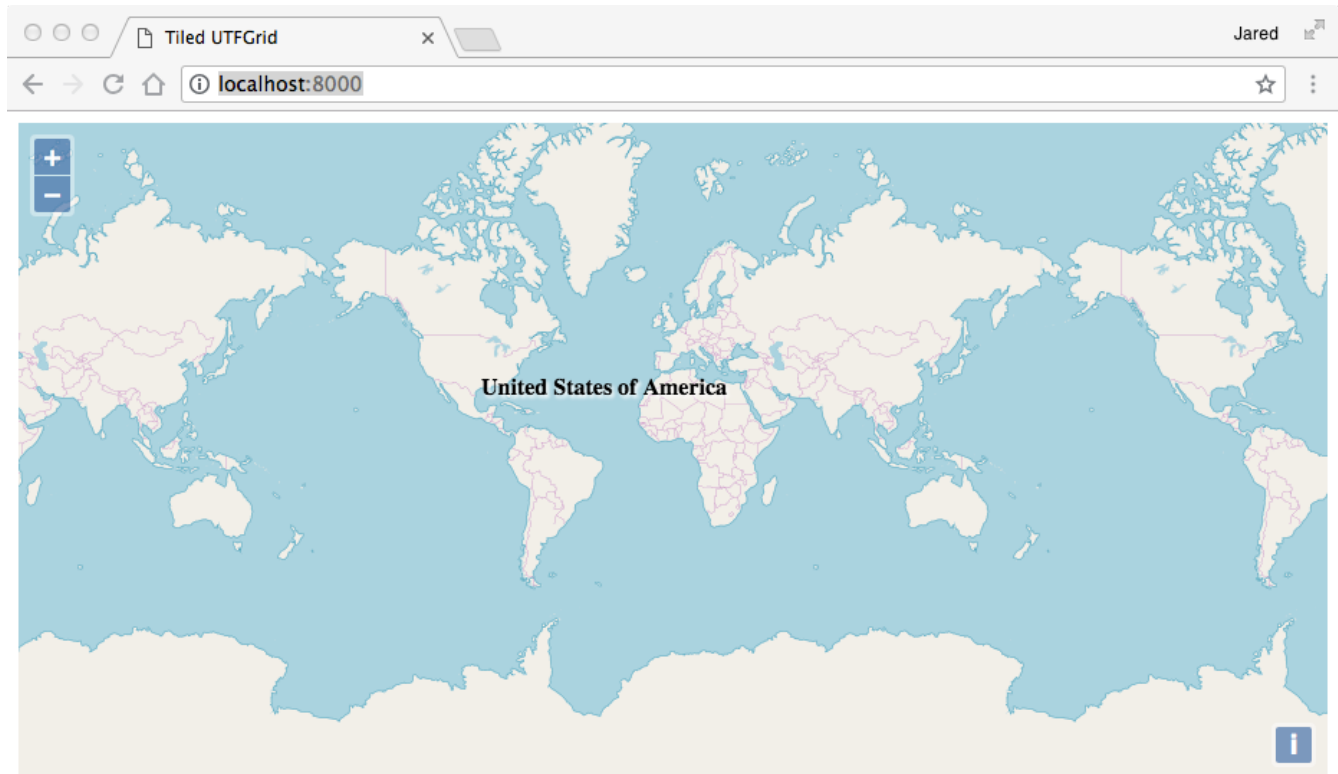 Tiled UTFGrid
Jared
localhost:8000
+
−
United States of America
i